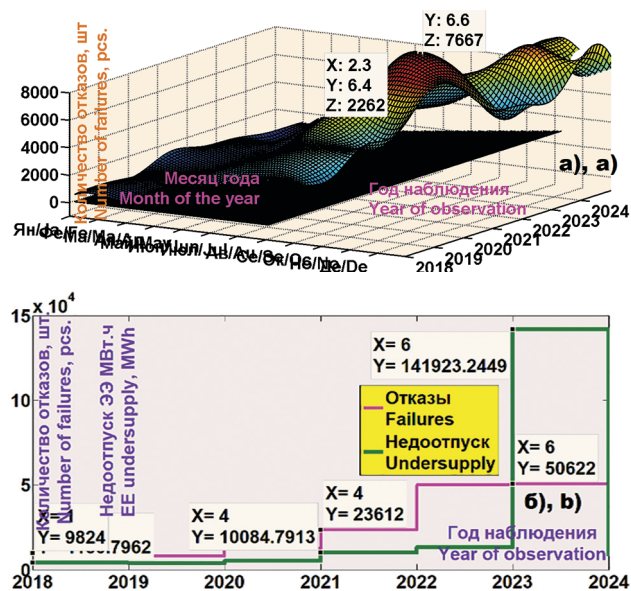 Количество отказов, шт
Number of failures, pcs.
8000
6000
4000
2000
0
X: 2.3
Y: 6.4
Z: 2262
Y: 6.6
Z: 7667
а), a)
Месяц года
Month of the year
Год наблюдения
Year of observation
2018
2019
2020
2021
2022
2023
2024
15
x 10⁴
10
5
0
Количество отказов, шт.
Number of failures, pcs.
Недоотпуск ЭЭ МВт.ч
EE undersupply, MWh
X= 6
Y= 141923.2449
Отказы
Failures
Недоотпуск
Undersupply
X= 6
Y= 50622
X= 4
Y= 23612
X= 4
Y= 10084.7913
Y= 9824
.7962
б), b)
Год наблюдения
Year of observation
2018
2019
2020
2021
2022
2023
2024